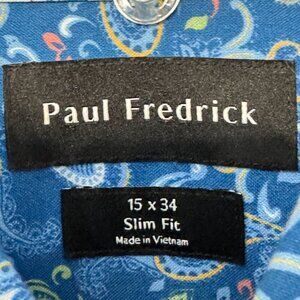 Paul Fredrick
15 x 34
Slim Fit
Made in Vietnam